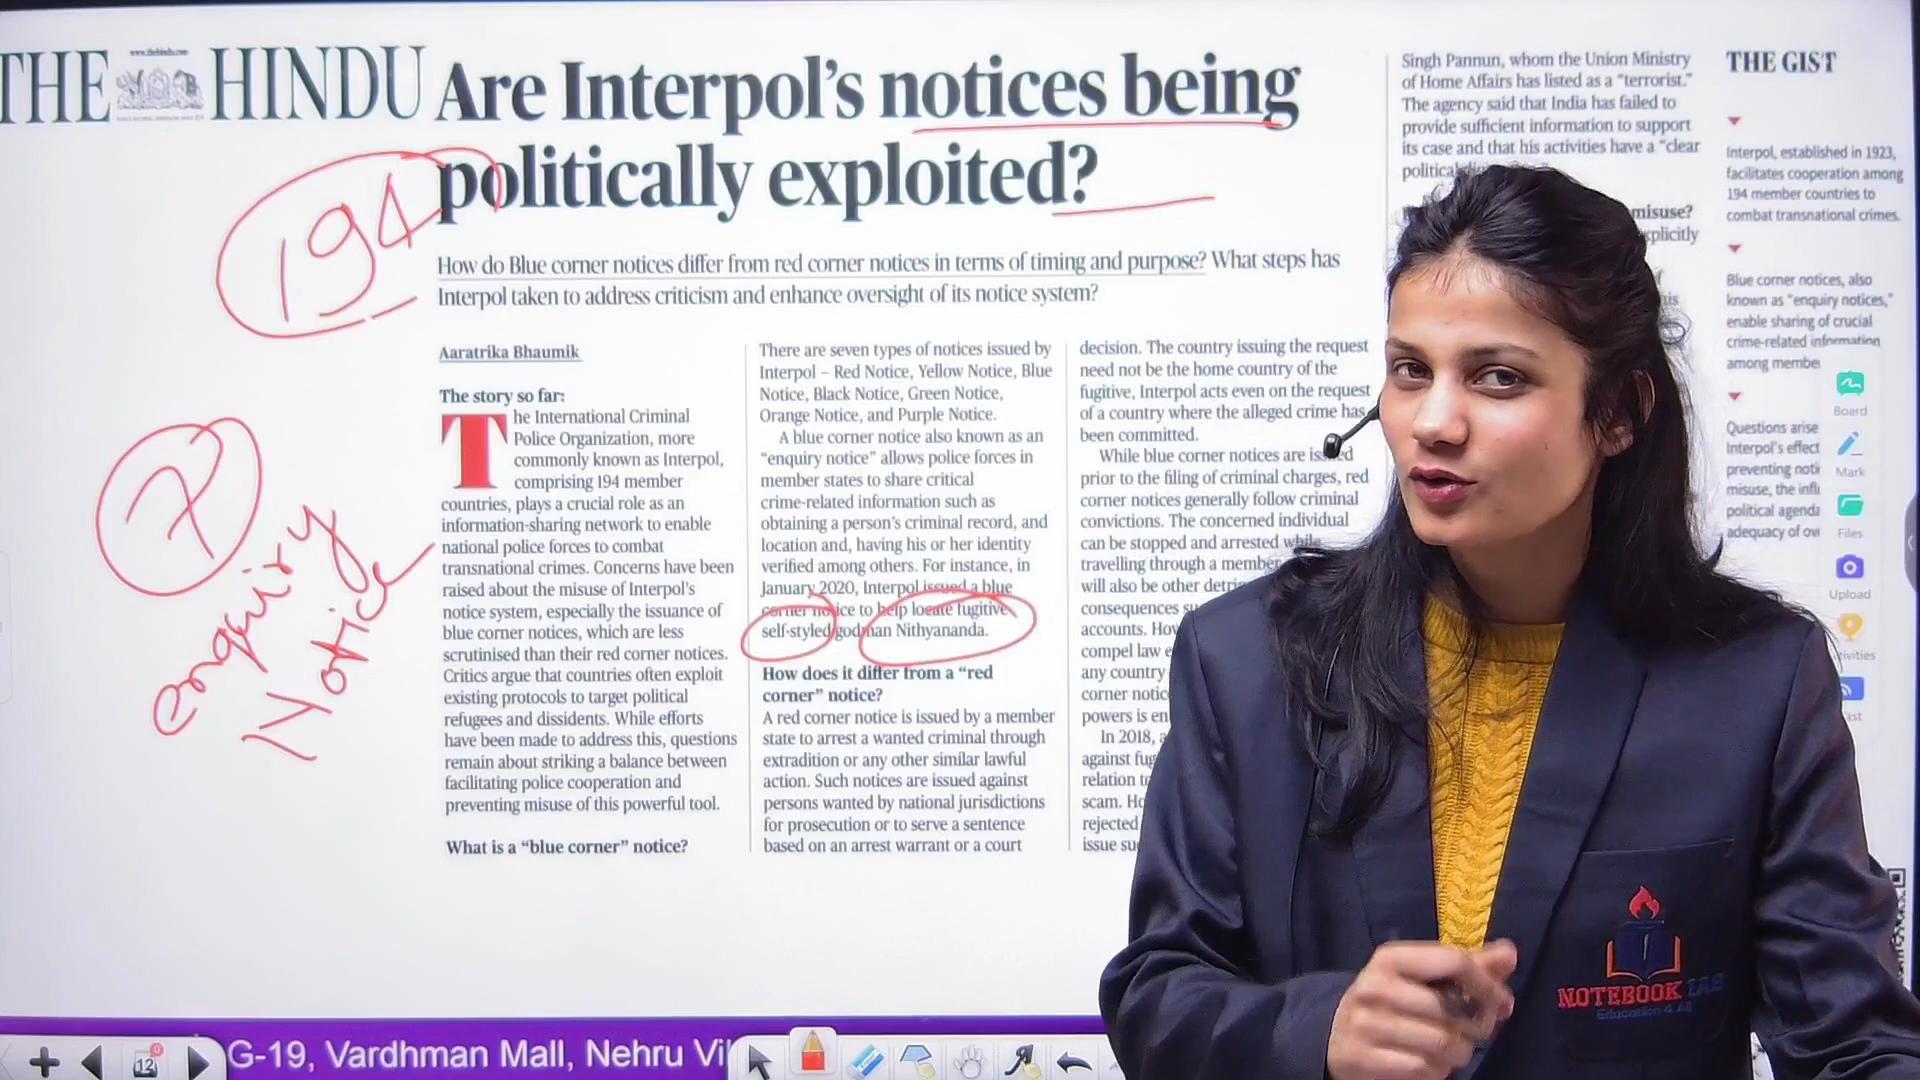 THE HINDU
www.thehindu.com
Are Interpol's notices being
politically exploited?
How do Blue corner notices differ from red corner notices in terms of timing and purpose? What steps has
Interpol taken to address criticism and enhance oversight of its notice system?
194
7
enquiry
Notice
Aaratrika Bhaumik
The story so far:
The International Criminal
Police Organization, more
commonly known as Interpol,
comprising 194 member
countries, plays a crucial role as an
information-sharing network to enable
national police forces to combat
transnational crimes. Concerns have been
raised about the misuse of Interpol's
notice system, especially the issuance of
blue corner notices, which are less
scrutinised than their red corner notices.
Critics argue that countries often exploit
existing protocols to target political
refugees and dissidents. While efforts
have been made to address this, questions
remain about striking a balance between
facilitating police cooperation and
preventing misuse of this powerful tool.
What is a “blue corner” notice?
There are seven types of notices issued by
Interpol – Red Notice, Yellow Notice, Blue
Notice, Black Notice, Green Notice,
Orange Notice, and Purple Notice.
A blue corner notice also known as an
“enquiry notice” allows police forces in
member states to share critical
crime-related information such as
obtaining a person's criminal record, and
location and, having his or her identity
verified among others. For instance, in
January 2020, Interpol issued a blue
corner notice to help locate fugitive
self-styled godman Nithyananda.
How does it differ from a “red
corner” notice?
A red corner notice is issued by a member
state to arrest a wanted criminal through
extradition or any other similar lawful
action. Such notices are issued against
persons wanted by national jurisdictions
for prosecution or to serve a sentence
based on an arrest warrant or a court
decision. The country issuing the request
need not be the home country of the
fugitive, Interpol acts even on the request
of a country where the alleged crime has
been committed.
While blue corner notices are issued
prior to the filing of criminal charges, red
corner notices generally follow criminal
convictions. The concerned individual
can be stopped and arrested while
travelling through a member
will also be other
consequences
accounts.
compel law
any country
corner
powers is
In 2018,
against
relation
scam.
rejected
issue
Singh Pannun, whom the Union Ministry
of Home Affairs has listed as a “terrorist.”
The agency said that India has failed to
provide sufficient information to support
its case and that his activities have a “clear
misuse?
THE GIST
Interpol, established in 1923,
facilitates cooperation among
194 member countries to
combat transnational crimes.
Blue corner notices, also
known as “enquiry notices,”
enable sharing of crucial
crime-related information
among
Questions arise
Interpol's
preventing
misuse, the
political
adequacy of
Board
Mark
Files
Upload
NOTEBOOK IAS
Education 4 All
12
G-19, Vardhman Mall, Nehru